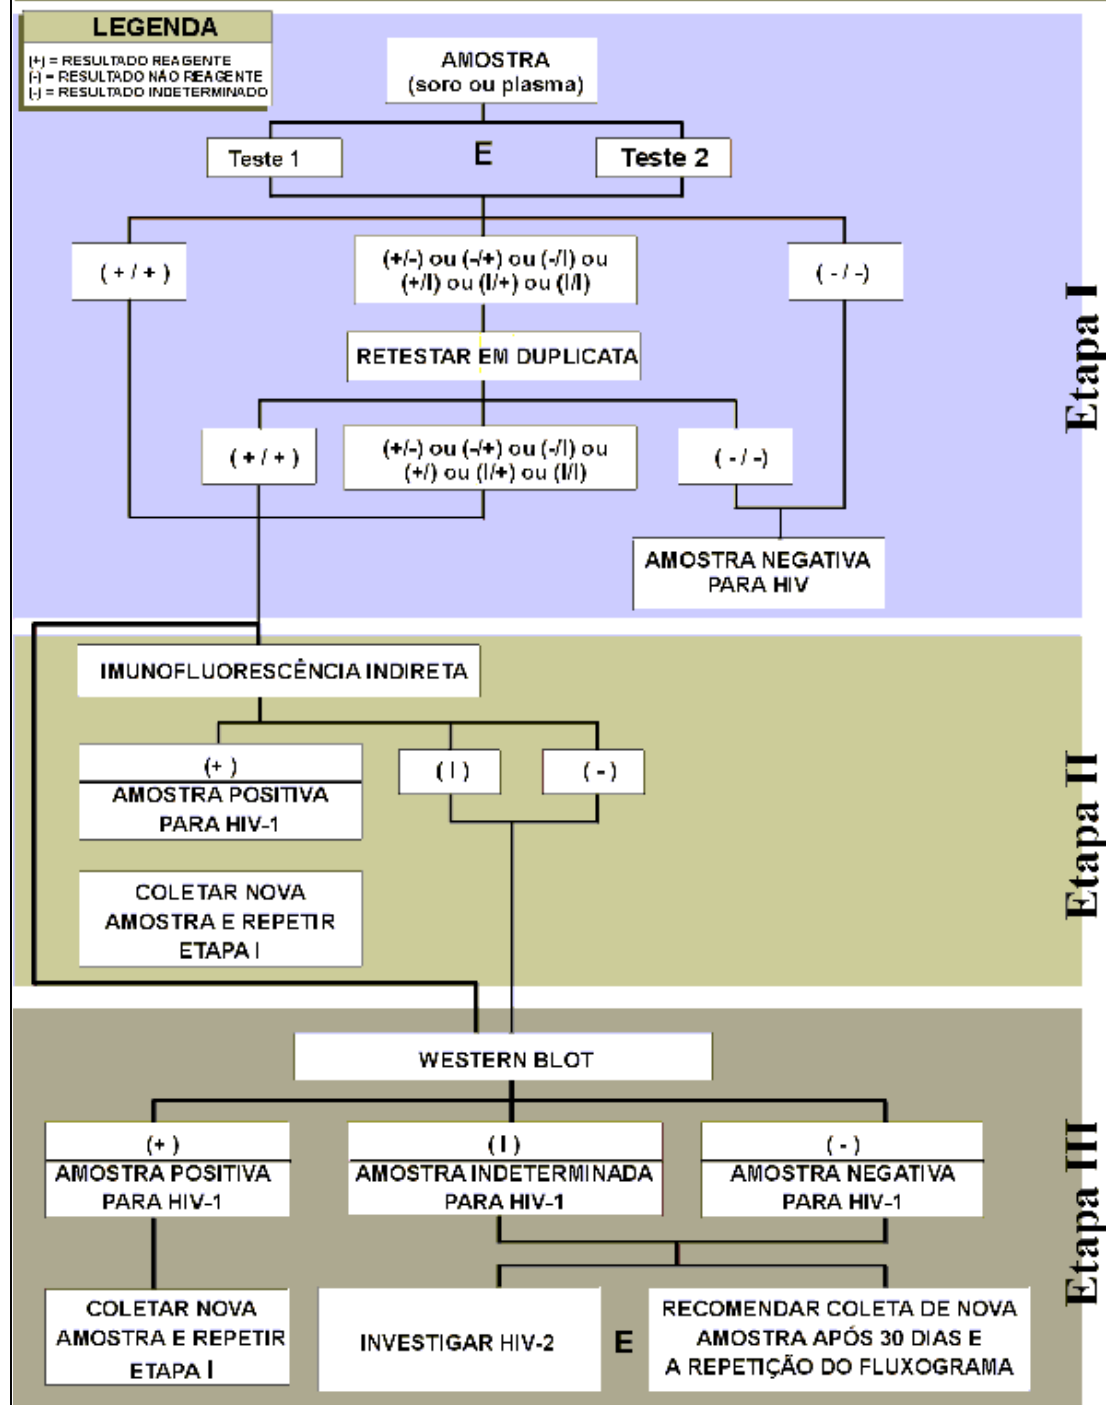 LEGENDA
(+) = RESULTADO REAGENTE
(-) = RESULTADO NÃO REAGENTE
(-) = RESULTADO INDETERMINADO
AMOSTRA
(soro ou plasma)
Teste 1
E
Teste 2
( + / + )
(+/-) ou (-/+) ou (-/I) ou
(+/I) ou (I/+) ou (I/I)
( - / -)
RETESTAR EM DUPLICATA
( + / + )
(+/-) ou (-/+) ou (-/I) ou
(+/) ou (I/+) ou (I/I)
( - / -)
AMOSTRA NEGATIVA
PARA HIV
Etapa I
IMUNOFLUORESCÊNCIA INDIRETA
(+ )
AMOSTRA POSITIVA
PARA HIV-1
( I )
( - )
COLETAR NOVA
AMOSTRA E REPETIR
ETAPA I
Etapa II
WESTERN BLOT
(+ )
AMOSTRA POSITIVA
PARA HIV-1
( I )
AMOSTRA INDETERMINADA
PARA HIV-1
( - )
AMOSTRA NEGATIVA
PARA HIV-1
COLETAR NOVA
AMOSTRA E REPETIR
ETAPA I
INVESTIGAR HIV-2
E
RECOMENDAR COLETA DE NOVA
AMOSTRA APÓS 30 DIAS E
A REPETIÇÃO DO FLUXOGRAMA
Etapa III